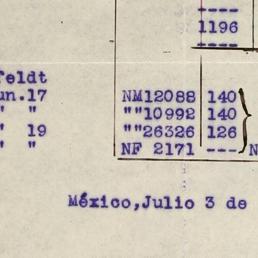 ----
1196
----
feldt
un.17 NM12088 140
" " ""10992 140
" 19 ""26326 126
" " NF 2171 ---
México,Julio 3 de